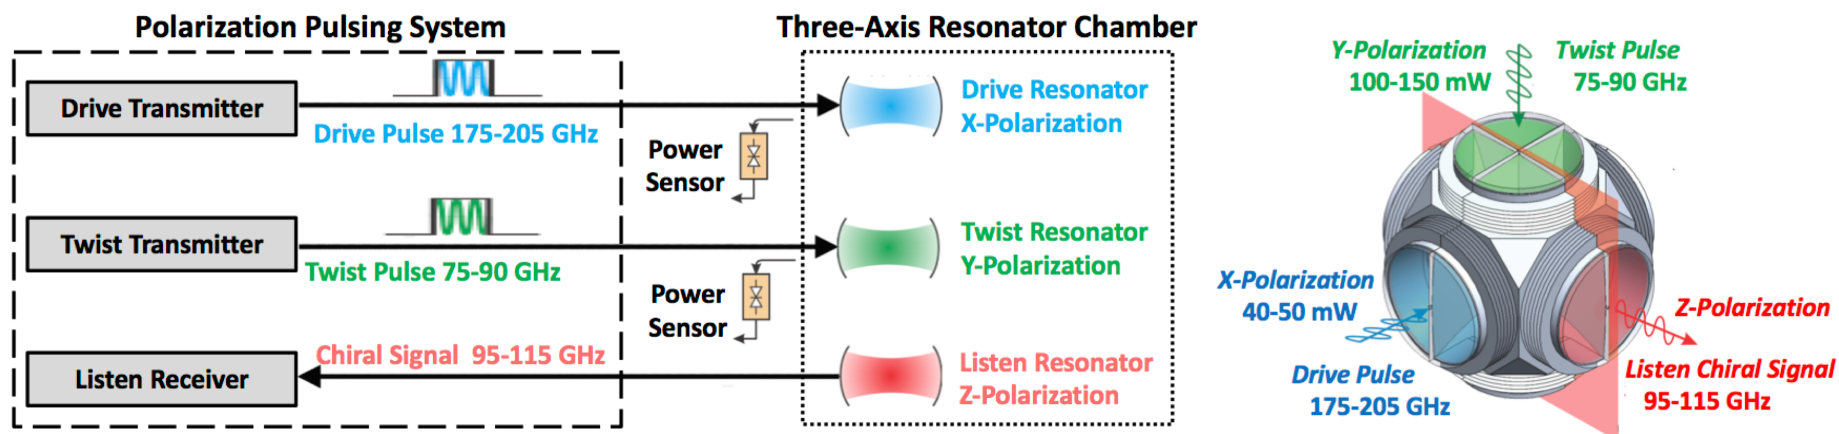 Polarization Pulsing System
Drive Transmitter
Drive Pulse 175-205 GHz
Twist Transmitter
Twist Pulse 75-90 GHz
Listen Receiver
Chiral Signal 95-115 GHz
Power
Sensor
Power
Sensor
Three-Axis Resonator Chamber
Drive Resonator
X-Polarization
Twist Resonator
Y-Polarization
Listen Resonator
Z-Polarization
Y-Polarization
100-150 mW
Twist Pulse
75-90 GHz
X-Polarization
40-50 mW
Drive Pulse
175-205 GHz
Z-Polarization
Listen Chiral Signal
95-115 GHz